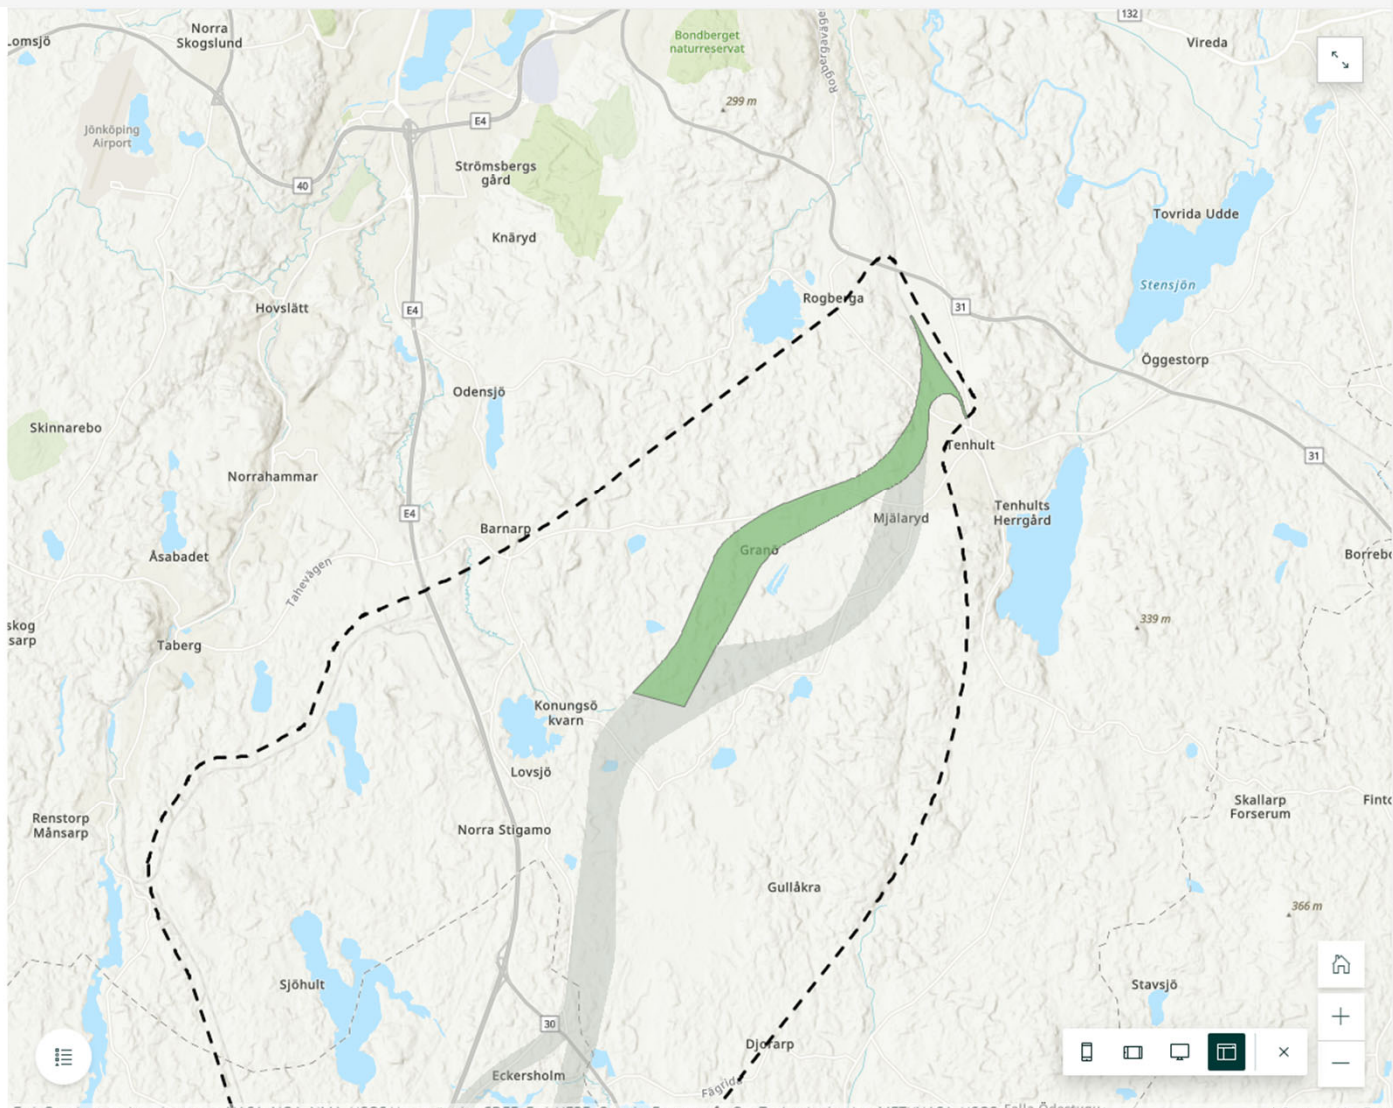 132
Lomsjö
Norra
Skogslund
Bondberget
naturreservat
Vireda
299 m
Jönköping
Airport
E4
Strömsbergs
gård
40
Tovrida Udde
Knäryd
Stensjön
Rogberga
Hovslätt
E4
31
Öggestorp
Odensjö
Skinnarebo
Tenhult
31
Norrahammar
Tenhults
Herrgård
E4
Mjälaryd
Barnarp
Granö
Åsabadet
Tahevägen
339 m
Taberg
Konungsö
kvarn
Lovsjö
Renstorp
Månsarp
Norra Stigamo
Skallarp
Forserum
Gullåkra
366 m
Sjöhult
Stavsjö
30
Djorarp
Eckersholm